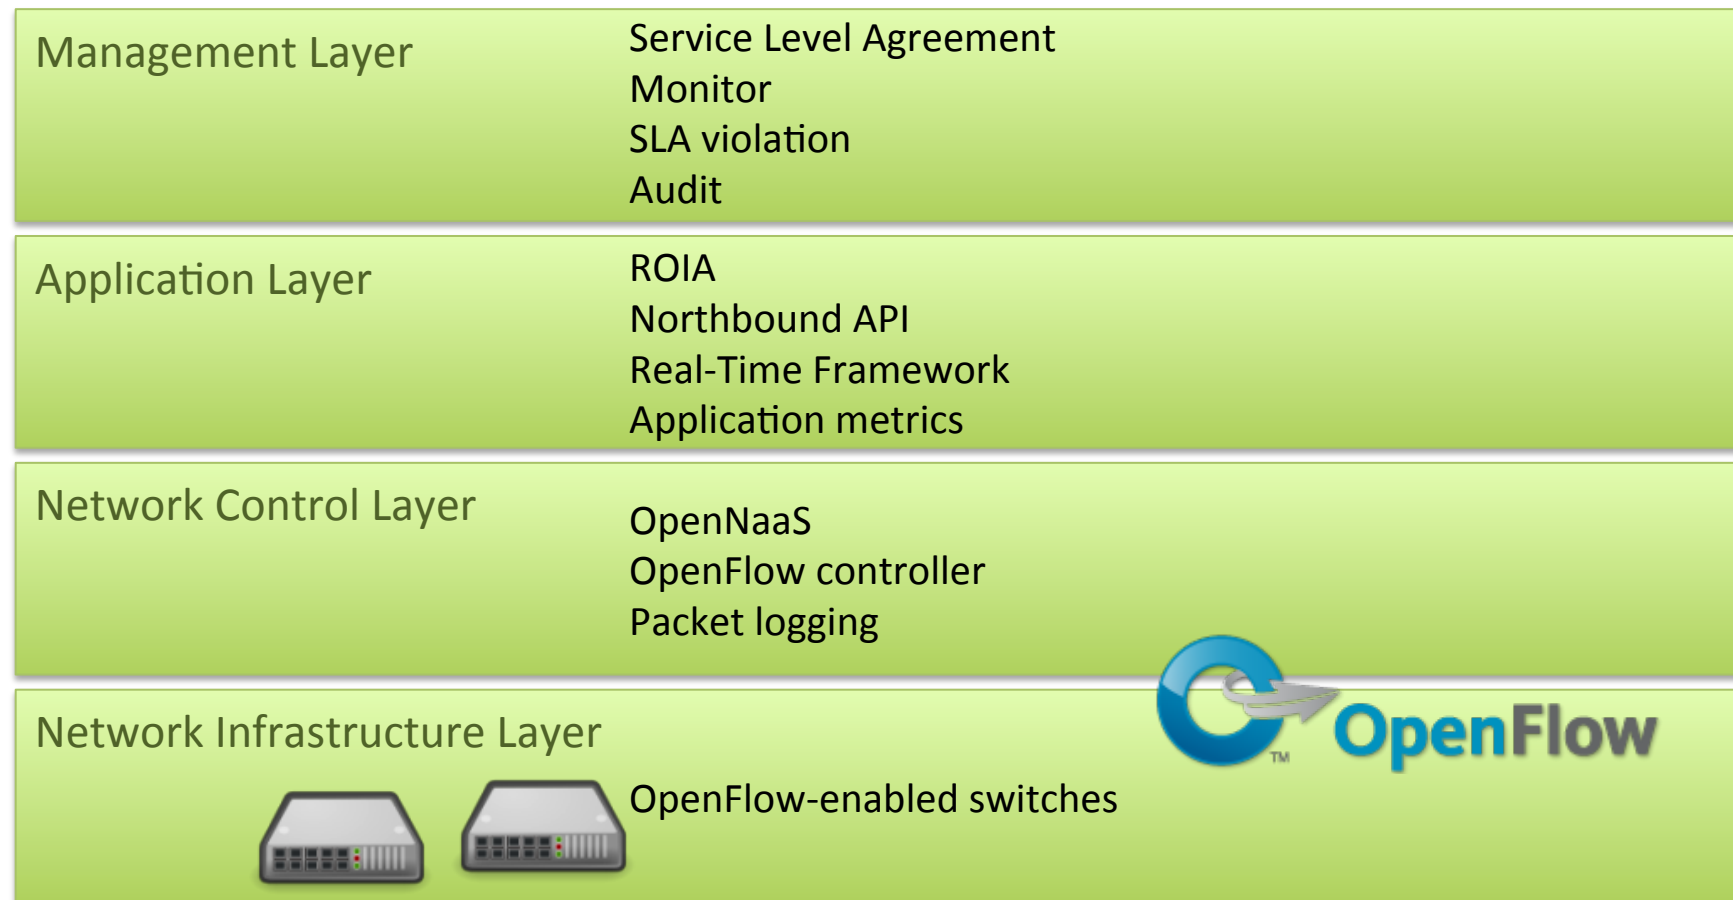 Management Layer
Service Level Agreement
Monitor
SLA violation
Audit
Application Layer
ROIA
Northbound API
Real-Time Framework
Application metrics
Network Control Layer
OpenNaaS
OpenFlow controller
Packet logging
Network Infrastructure Layer
OpenFlow
TM
OpenFlow-enabled switches